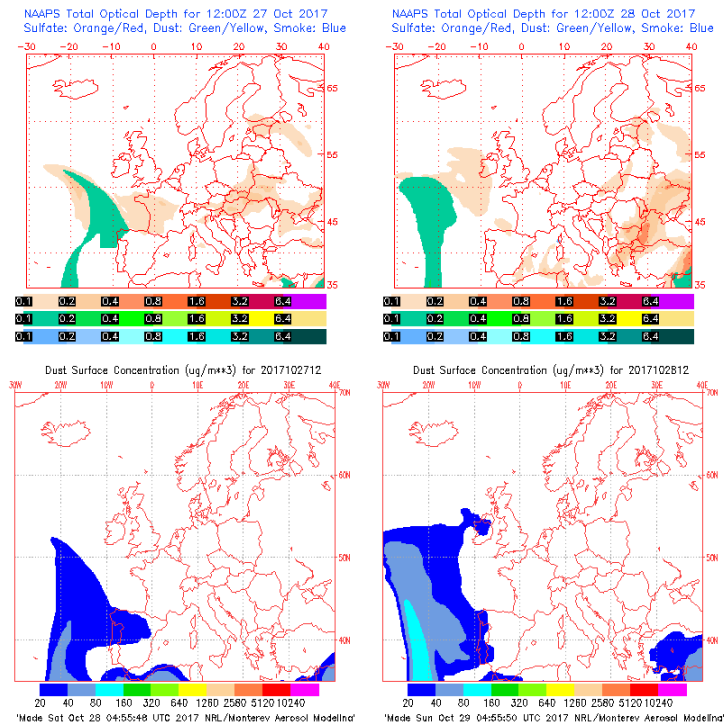 NAAPS Total Optical Depth for 12:00Z 27 Oct 2017
Sulfate: Orange/Red, Dust: Green/Yellow, Smoke: Blue
-30 -20 -10 0 10 20 30 40
65
55
45
35
0.1 0.2 0.4 0.8 1.6 3.2 6.4
0.1 0.2 0.4 0.8 1.6 3.2 6.4
0.1 0.2 0.4 0.8 1.6 3.2 6.4
NAAPS Total Optical Depth for 12:00Z 28 Oct 2017
Sulfate: Orange/Red, Dust: Green/Yellow, Smoke: Blue
-30 -20 -10 0 10 20 30 40
65
55
45
35
0.1 0.2 0.4 0.8 1.6 3.2 6.4
0.1 0.2 0.4 0.8 1.6 3.2 6.4
0.1 0.2 0.4 0.8 1.6 3.2 6.4
Dust Surface Concentration (ug/m**3) for 2017102712
30W 20W 10W 0 10E 20E 30E 40E
70N
60N
50N
40N
20 40 80 160 320 640 1280 2580 5120 10240
'Made Sat Oct 28 04:55:48 UTC 2017 NRL/Monterey Aerosol Modeling'
Dust Surface Concentration (ug/m**3) for 2017102812
30W 20W 10W 0 10E 20E 30E 40E
70N
60N
50N
40N
20 40 80 160 320 640 1280 2580 5120 10240
'Made Sun Oct 29 04:55:50 UTC 2017 NRL/Monterey Aerosol Modeling'